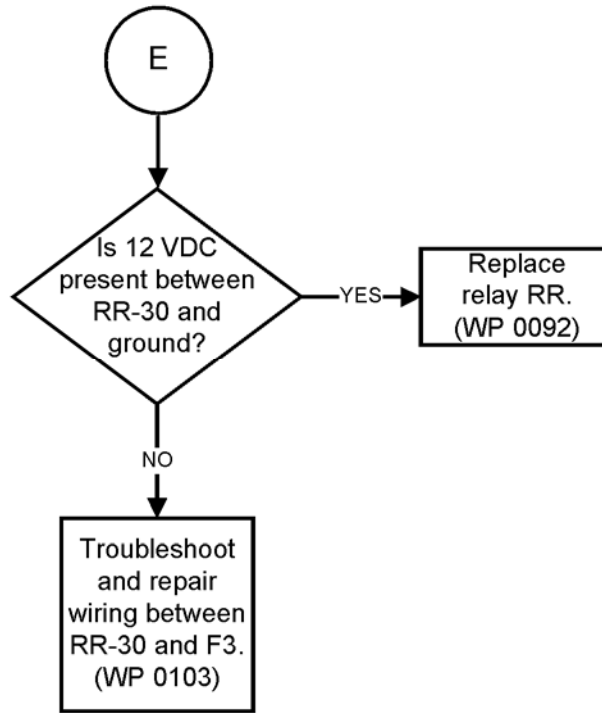 E
Is 12 VDC
present between
RR-30 and
ground?
YES
Replace
relay RR.
(WP 0092)
NO
Troubleshoot
and repair
wiring between
RR-30 and F3.
(WP 0103)